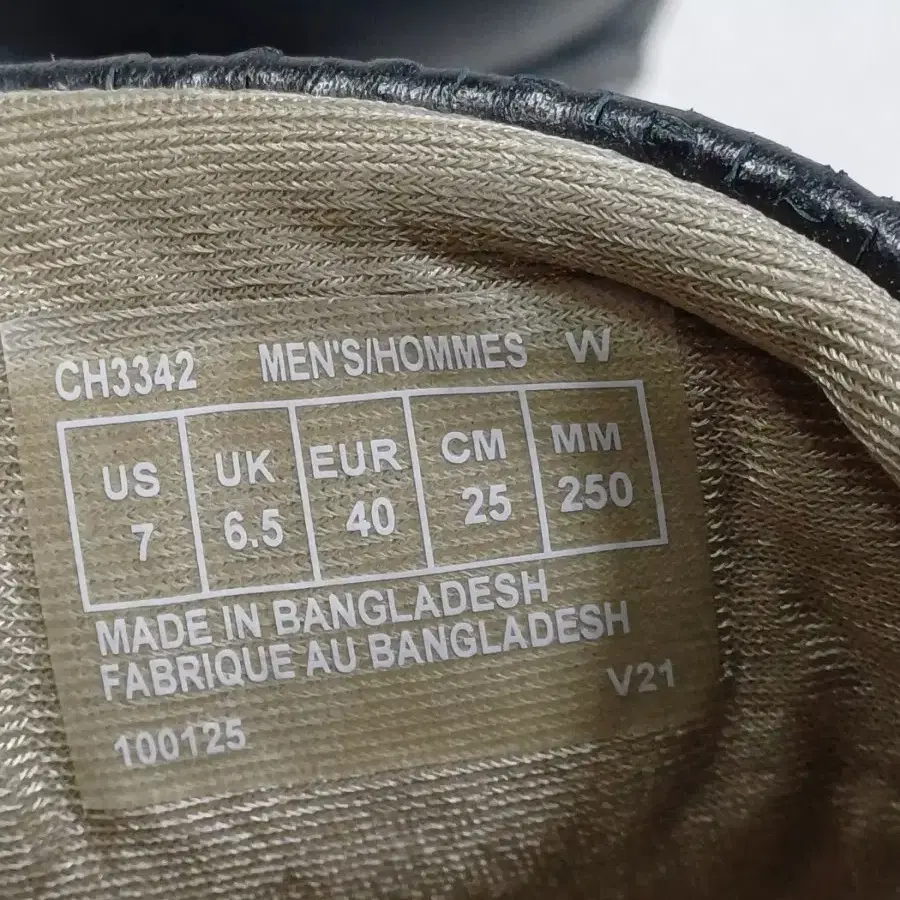 CH3342 MEN'S/HOMMES W
US UK EUR CM MM
7 6.5 40 25 250
MADE IN BANGLADESH
FABRIQUE AU BANGLADESH
V21
100125